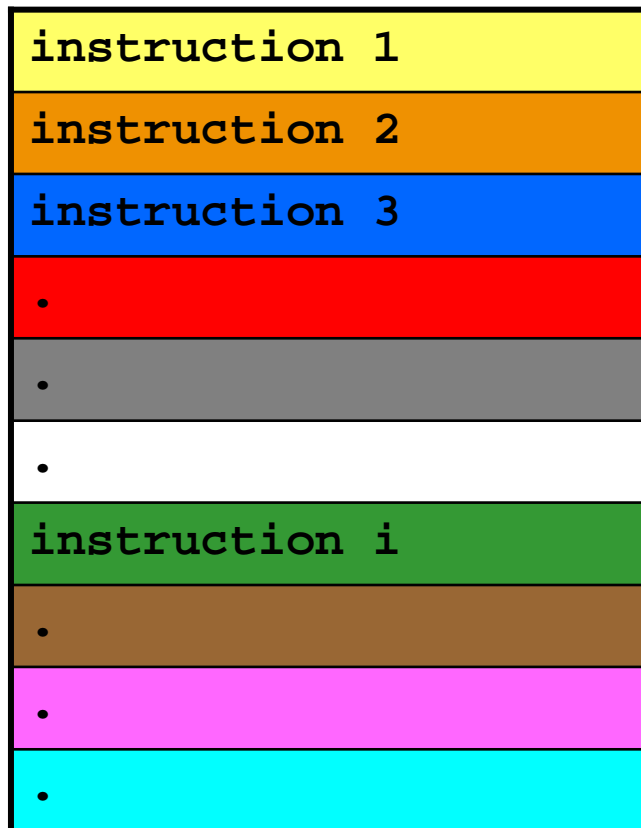 instruction 1
instruction 2
instruction 3
.
.
.
instruction i
.
.
.